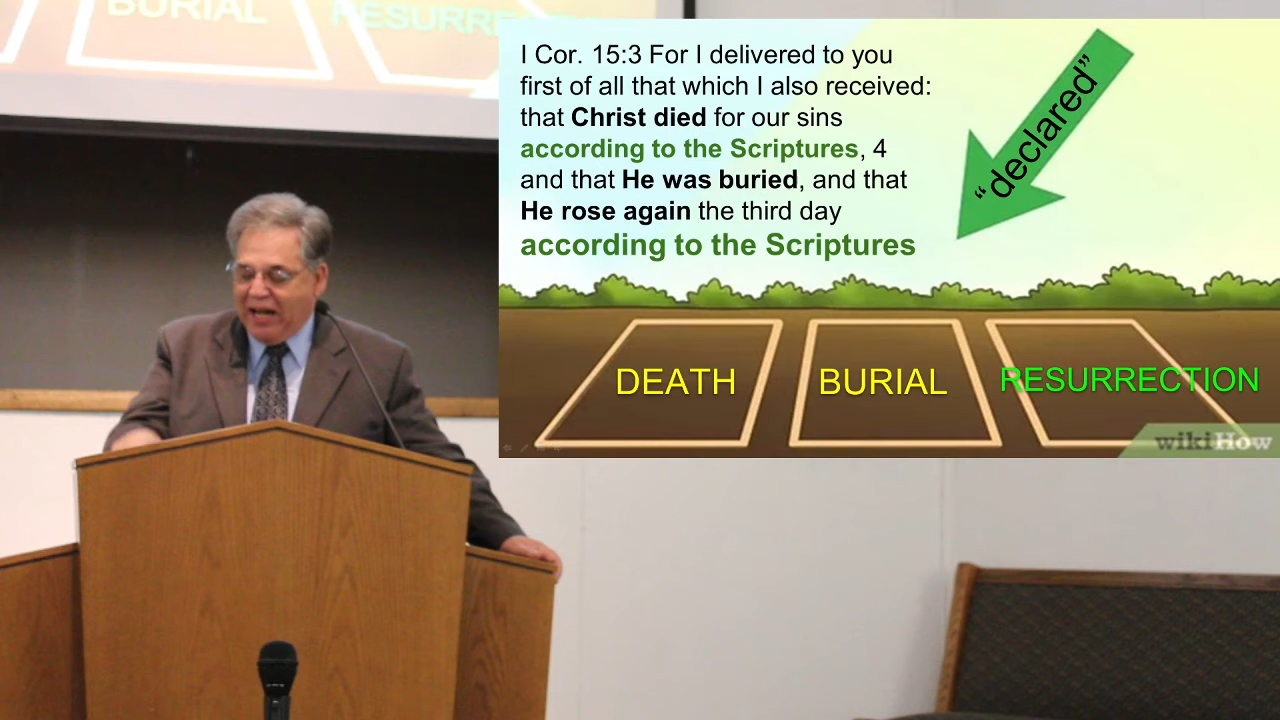 BURIAL
RESURRE
I Cor. 15:3 For I delivered to you
first of all that which I also received:
that Christ died for our sins
according to the Scriptures, 4
and that He was buried, and that
He rose again the third day
according to the Scriptures
“declared”
DEATH
BURIAL
RESURRECTION
wikiHow